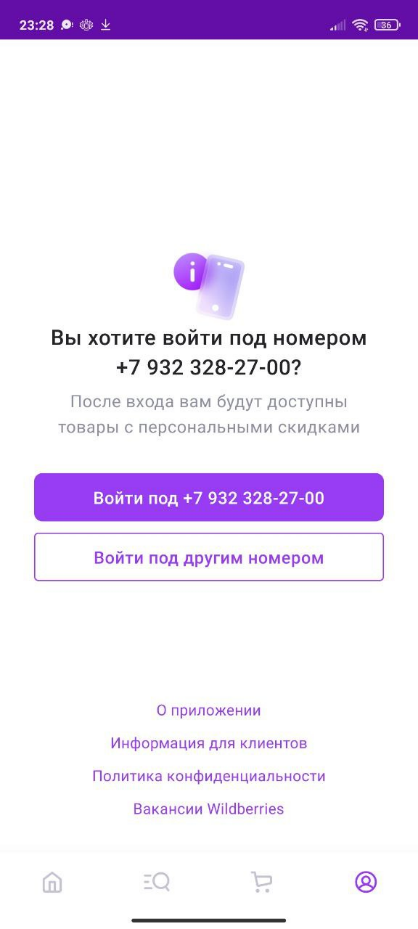 23:28
36
Вы хотите войти под номером
+7 932 328-27-00?
После входа вам будут доступны
товары с персональными скидками
Войти под +7 932 328-27-00
Войти под другим номером
О приложении
Информация для клиентов
Политика конфиденциальности
Вакансии Wildberries